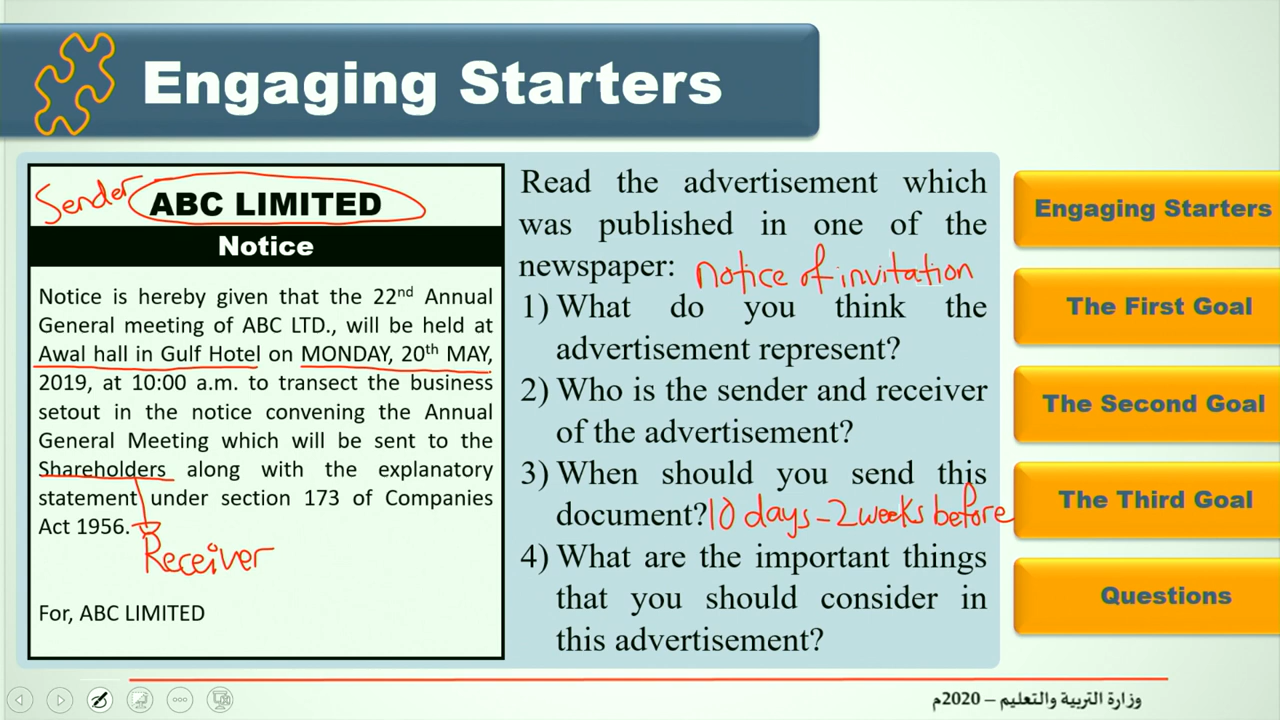 Engaging Starters
Sender ABC LIMITED
Notice
Notice is hereby given that the 22nd Annual
General meeting of ABC LTD., will be held at
Awal hall in Gulf Hotel on MONDAY, 20th MAY,
2019, at 10:00 a.m. to transect the business
setout in the notice convening the Annual
General Meeting which will be sent to the
Shareholders along with the explanatory
statement under section 173 of Companies
Act 1956.
Receiver
For, ABC LIMITED
Read the advertisement which
was published in one of the
newspaper: notice of invitation
1) What do you think the
advertisement represent?
2) Who is the sender and receiver
of the advertisement?
3) When should you send this
document? 10 days - 2 weeks before
4) What are the important things
that you should consider in
this advertisement?
Engaging Starters
The First Goal
The Second Goal
The Third Goal
Questions
وزارة التربية والتعليم – 2020م